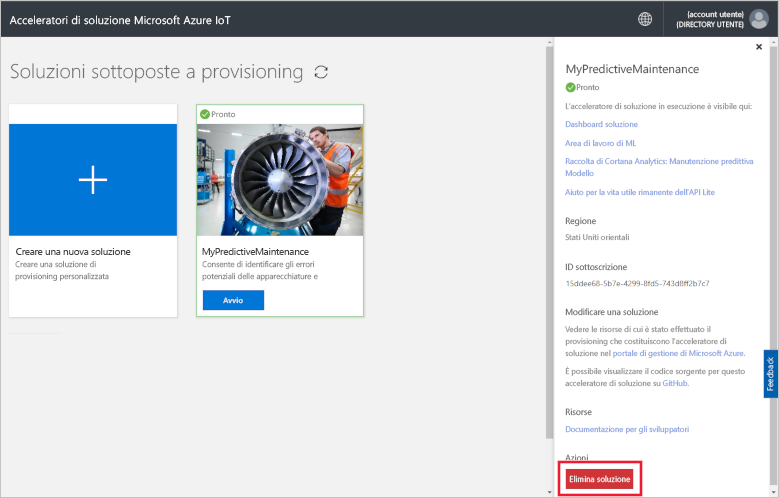 Acceleratori di soluzione Microsoft Azure IoT
(account utente)
(DIRECTORY UTENTE)
Soluzioni sottoposte a provisioning
Creare una nuova soluzione
Creare una soluzione di
provisioning personalizzata
Pronto
MyPredictiveMaintenance
Consente di identificare gli errori
potenziali delle apparecchiature e
Avvio
MyPredictiveMaintenance
Pronto
L'acceleratore di soluzione in esecuzione è visibile qui:
Dashboard soluzione
Area di lavoro di ML
Raccolta di Cortana Analytics: Manutenzione predittiva
Modello
Aiuto per la vita utile rimanente dell'API Lite
Regione
Stati Uniti orientali
ID sottoscrizione
15ddee68-5b7e-4299-8fd5-743d8ff2b7c7
Modificare una soluzione
Vedere le risorse di cui è stato effettuato il
provisioning che costituiscono l'acceleratore di
soluzione nel portale di gestione di Microsoft Azure.
È possibile visualizzare il codice sorgente per questo
acceleratore di soluzione su GitHub.
Risorse
Documentazione per gli sviluppatori
Azioni
Elimina soluzione
Feedback